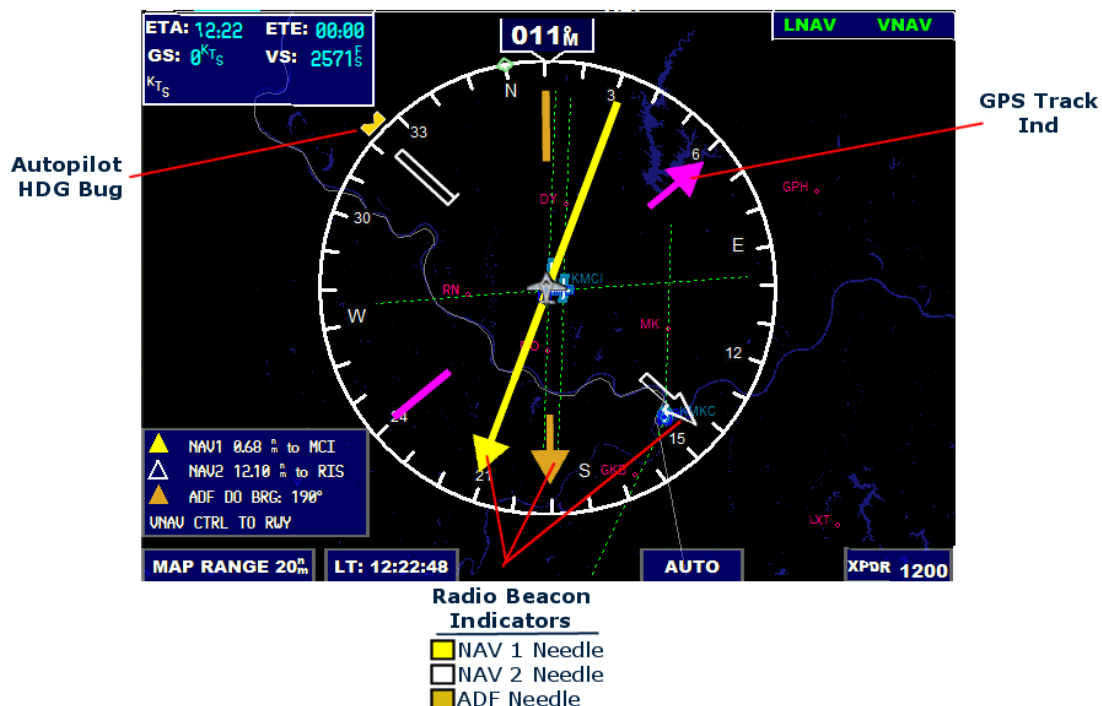 ETA: 12:22 ETE: 00:00
GS: 0KTS VS: 2571FS
KTS
011°M
LNAV VNAV
N
3
33
6
30
E
W
12
24
15
21
S
DY
GPH
KMCI
RN
MK
DO
KMKC
GKB
LXT
GPS Track
Ind
Autopilot
HDG Bug
NAV1 0.68 nm to MCI
NAV2 12.10 nm to RIS
ADF DO BRG: 190°
VNAV CTRL TO RWY
MAP RANGE 20nm
LT: 12:22:48
AUTO
XPDR 1200
Radio Beacon
Indicators
NAV 1 Needle
NAV 2 Needle
ADF Needle